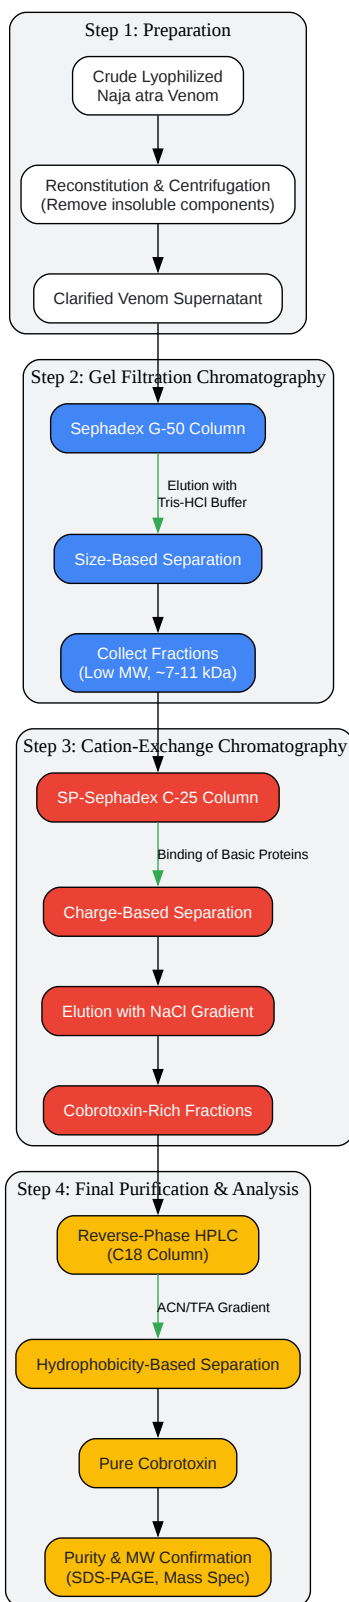 Step 1: Preparation
Crude Lyophilized
Naja atra Venom
Reconstitution & Centrifugation
(Remove insoluble components)
Clarified Venom Supernatant
Step 2: Gel Filtration Chromatography
Sephadex G-50 Column
Elution with
Tris-HCl Buffer
Size-Based Separation
Collect Fractions
(Low MW, ~7-11 kDa)
Step 3: Cation-Exchange Chromatography
SP-Sephadex C-25 Column
Binding of Basic Proteins
Charge-Based Separation
Elution with NaCl Gradient
Cobrotoxin-Rich Fractions
Step 4: Final Purification & Analysis
Reverse-Phase HPLC
(C18 Column)
ACN/TFA Gradient
Hydrophobicity-Based Separation
Pure Cobrotoxin
Purity & MW Confirmation
(SDS-PAGE, Mass Spec)